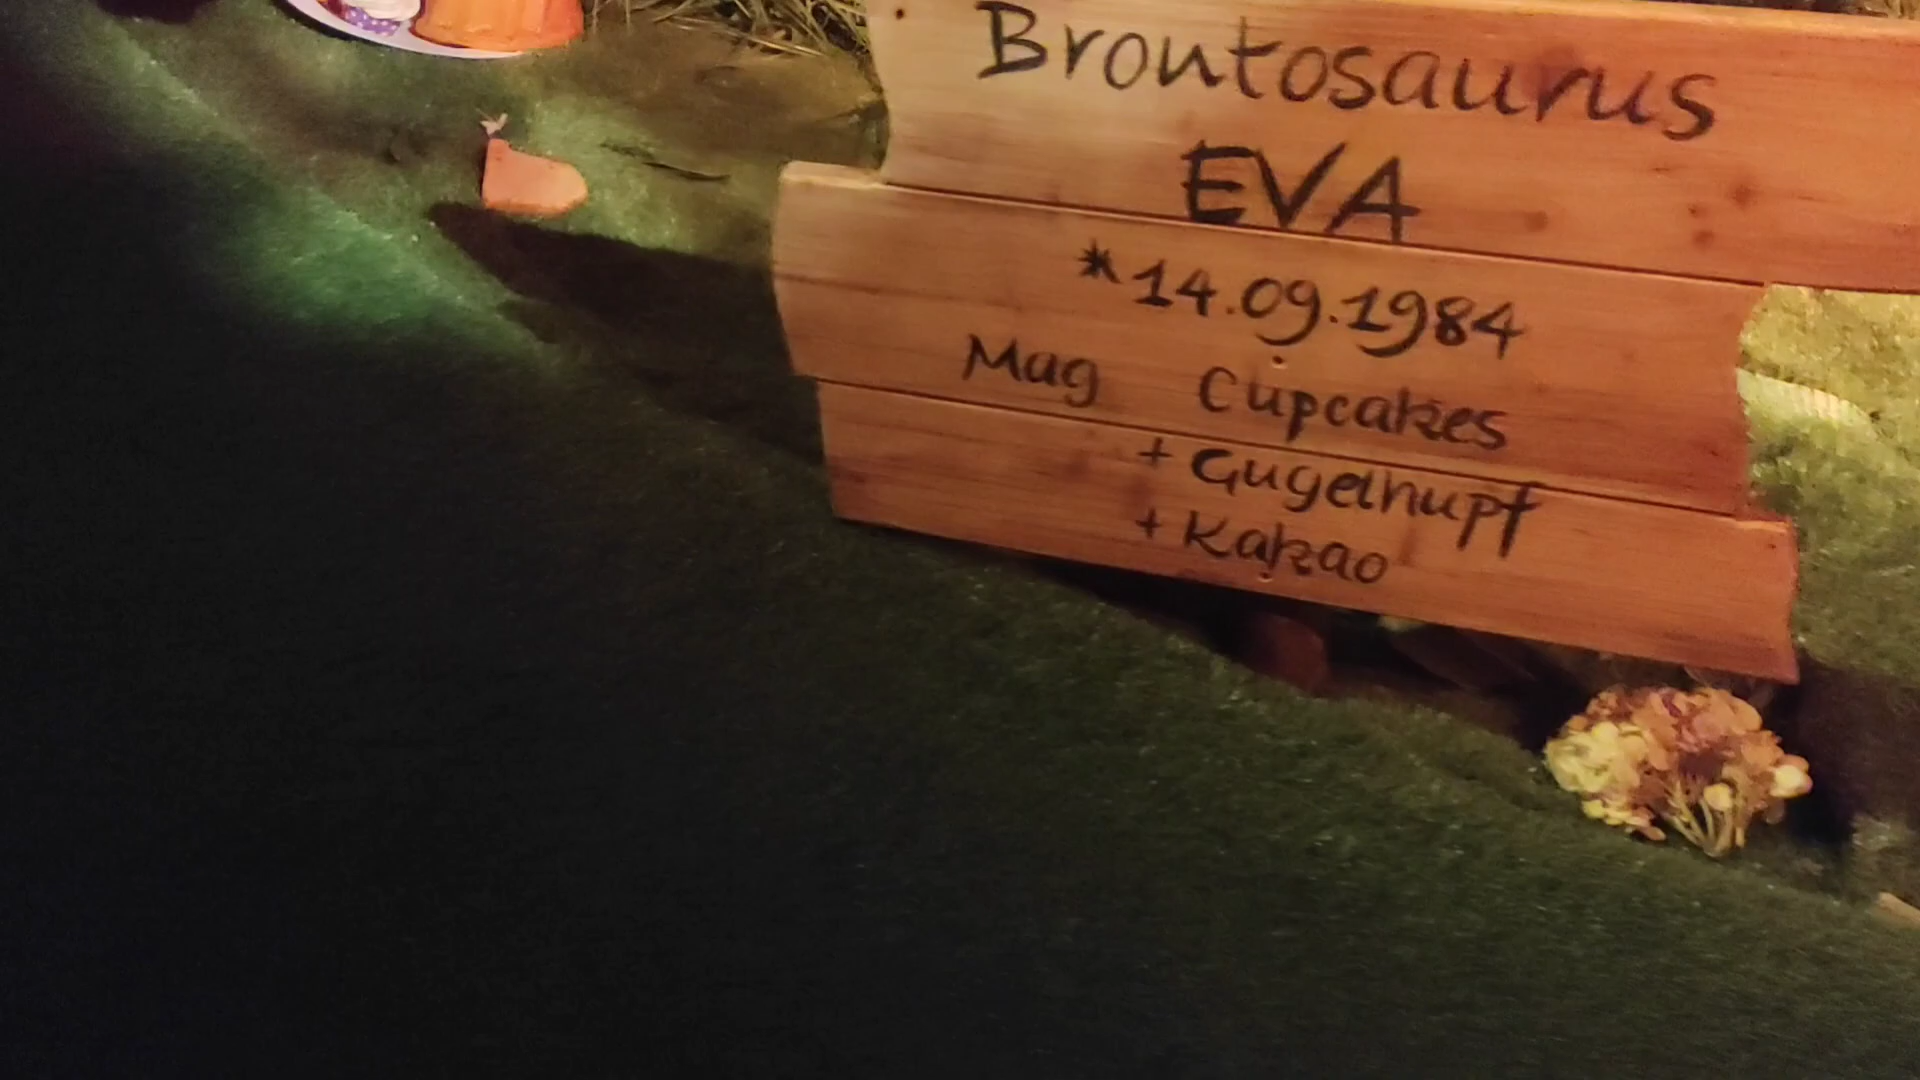 Brontosaurus
EVA
*14.09.1984
Mag Cupcakes
+ Gugelhupf
+ Kakao